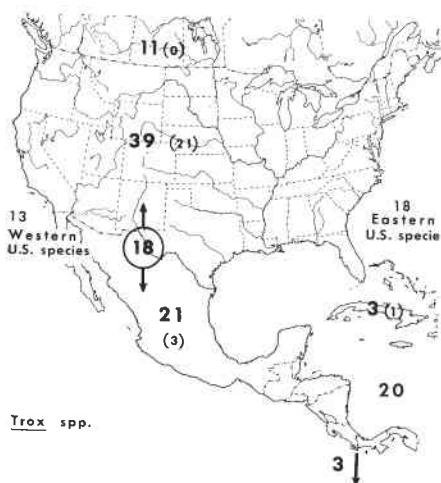 11 (0)
39 (21)
13
Western
U.S. species
18
Eastern
U.S. specie
18
21
(3)
3 (1)
20
Trox spp.
3